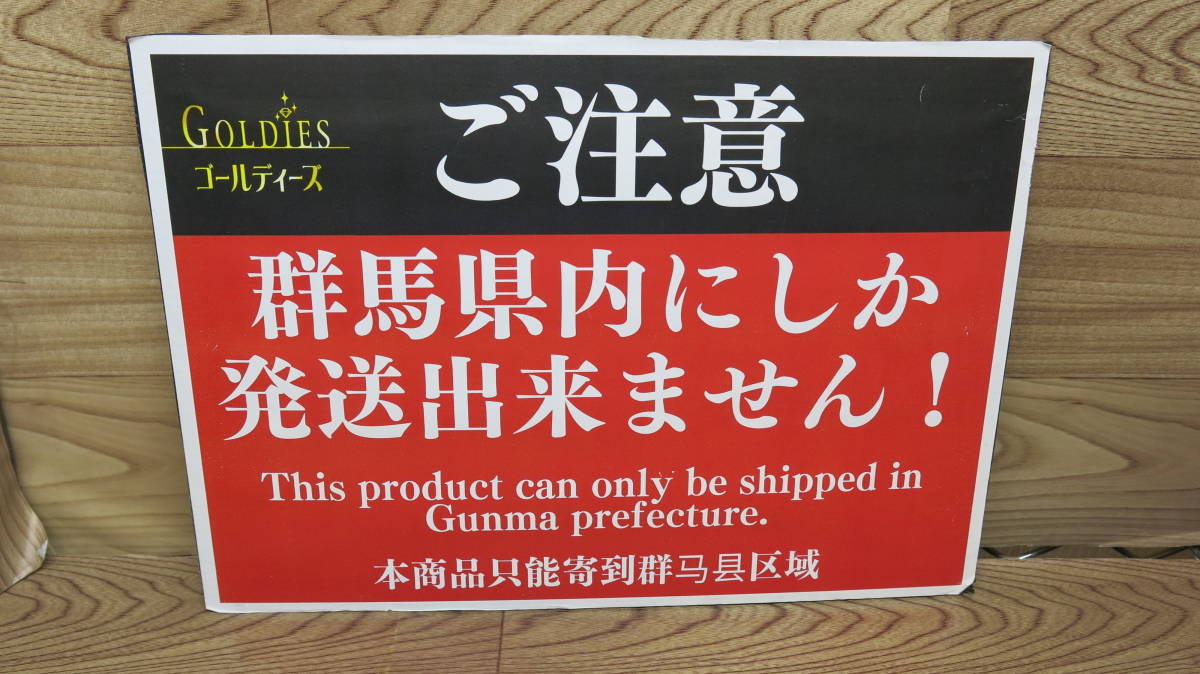 GOLDIES
ゴールディーズ
ご注意
群馬県内にしか
発送出来ません！
This product can only be shipped in
Gunma prefecture.
本商品只能寄到群马县区域